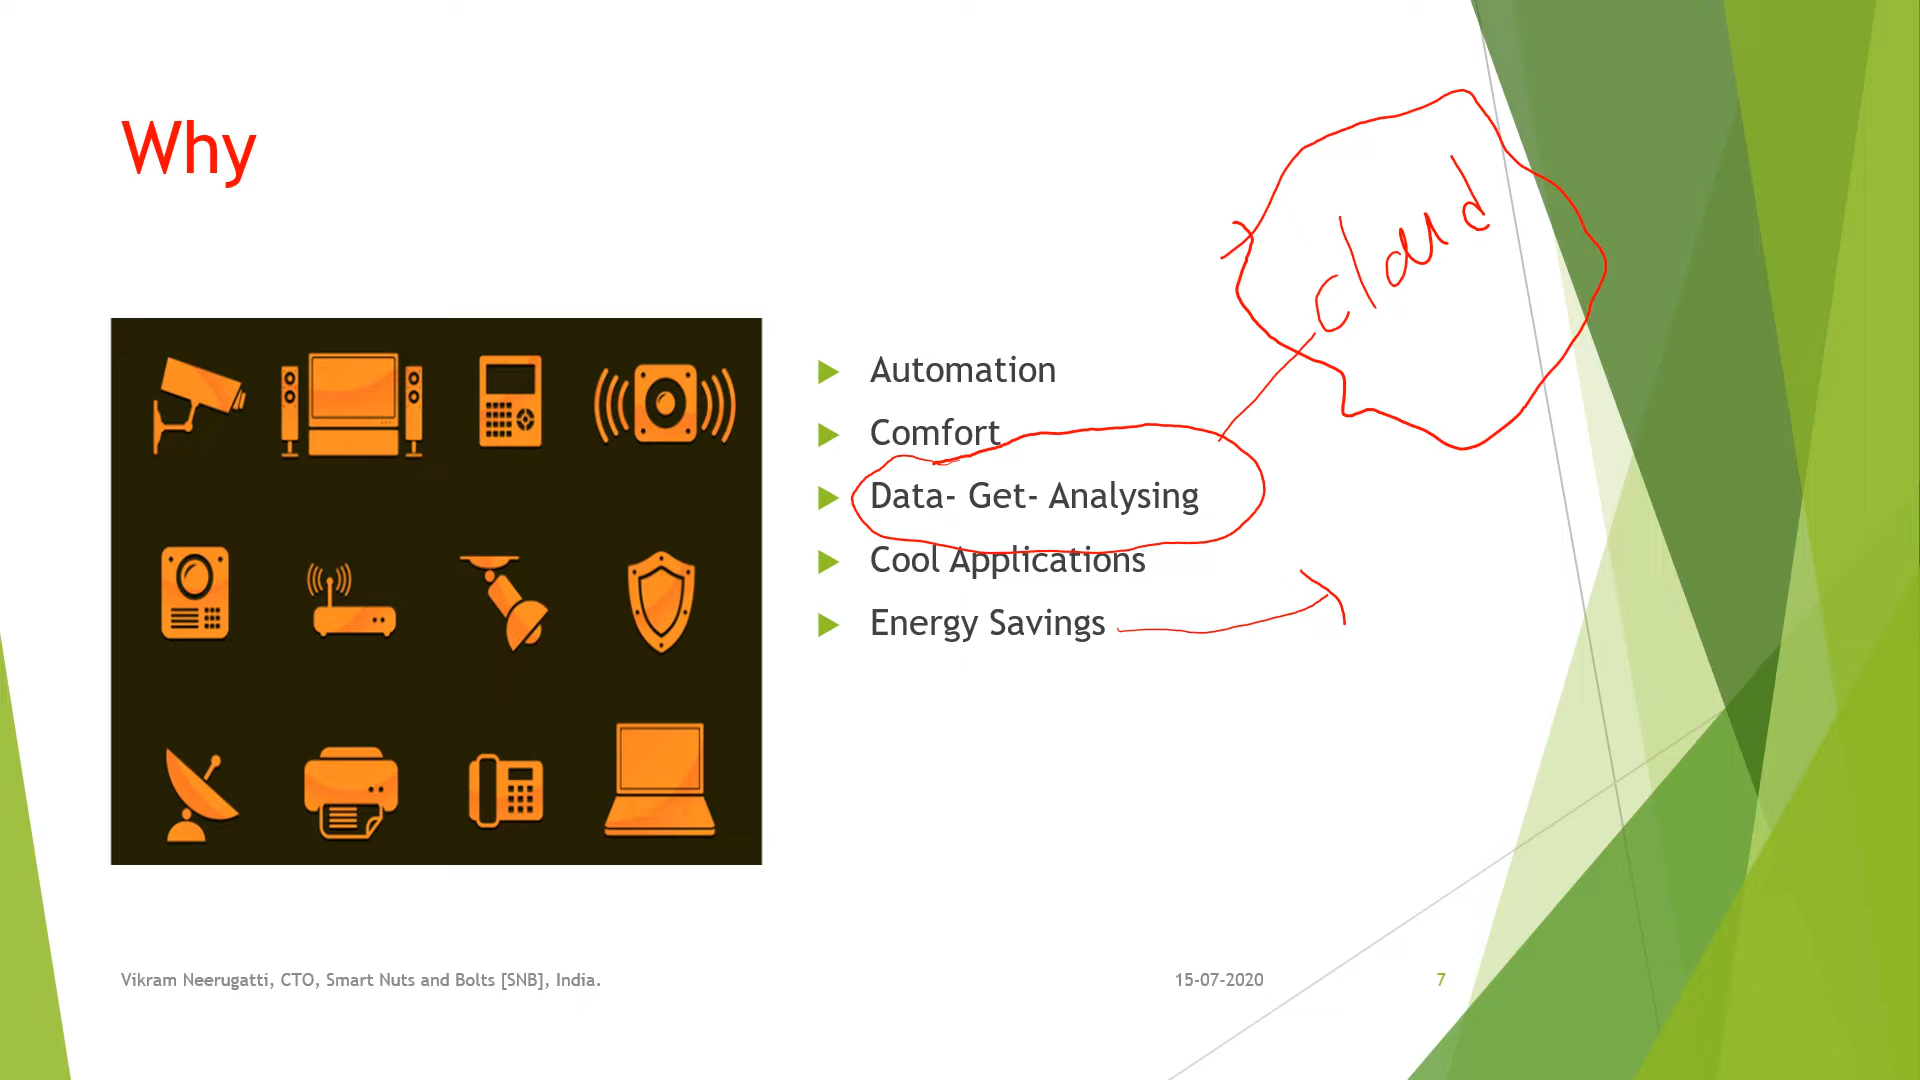 Why
cloud
Automation
Comfort
Data- Get- Analysing
Cool Applications
Energy Savings
Vikram Neerugatti, CTO, Smart Nuts and Bolts [SNB], India.
15-07-2020
7